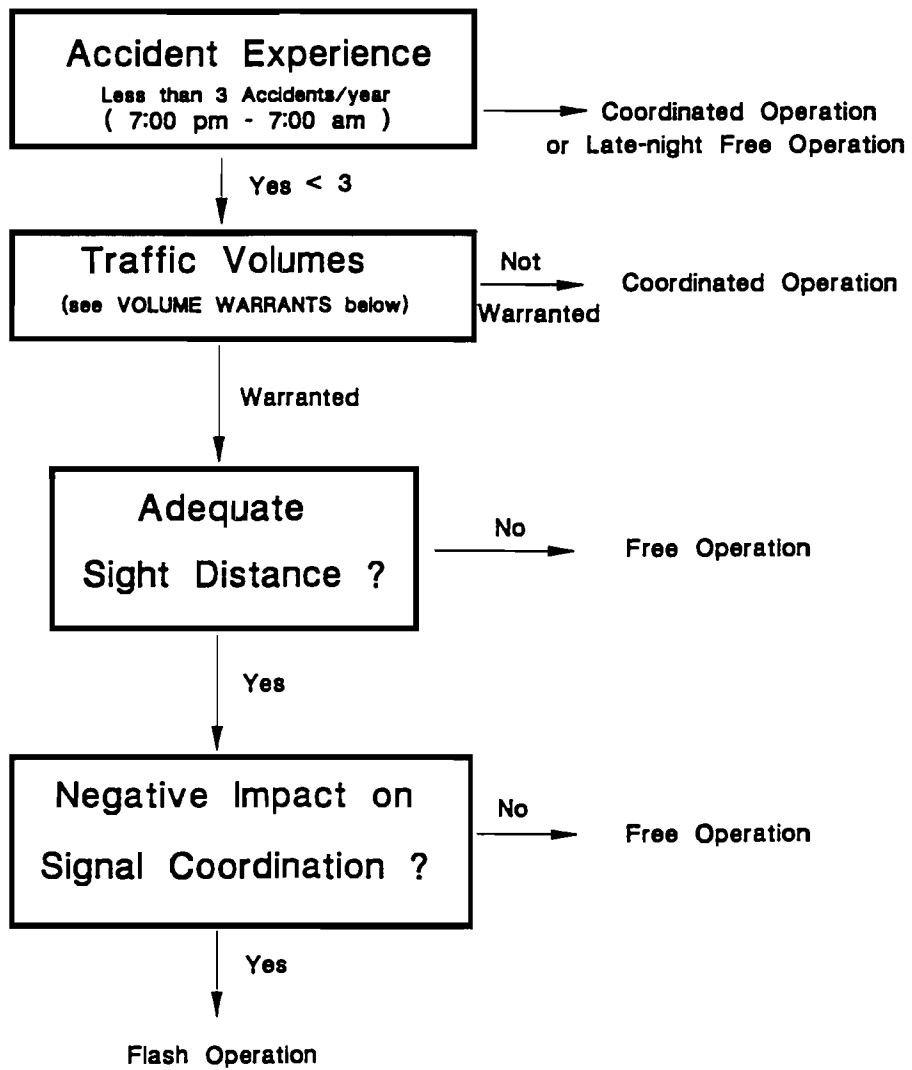 Accident Experience
Less than 3 Accidents/year
( 7:00 pm - 7:00 am )
Coordinated Operation
or Late-night Free Operation
Yes < 3
Traffic Volumes
(see VOLUME WARRANTS below)
Not
Warranted
Coordinated Operation
Warranted
Adequate
Sight Distance ?
No
Free Operation
Yes
Negative Impact on
Signal Coordination ?
No
Free Operation
Yes
Flash Operation